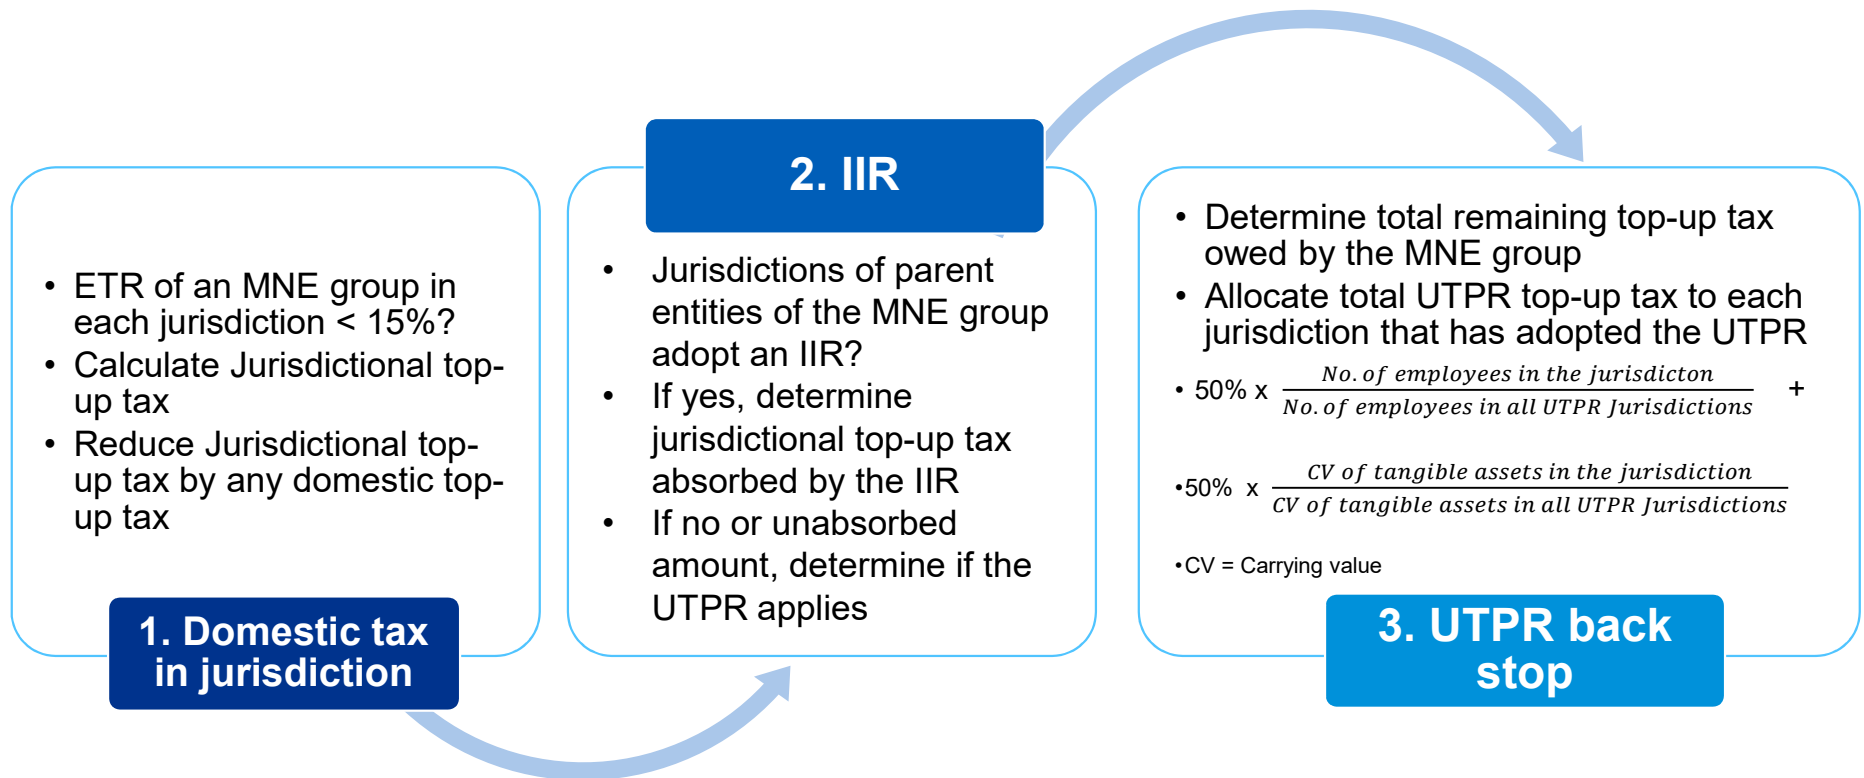 • ETR of an MNE group in
each jurisdiction < 15%?
• Calculate Jurisdictional top-
up tax
• Reduce Jurisdictional top-
up tax by any domestic top-
up tax
1. Domestic tax
in jurisdiction
2. IIR
• Jurisdictions of parent
entities of the MNE group
adopt an IIR?
• If yes, determine
jurisdictional top-up tax
absorbed by the IIR
• If no or unabsorbed
amount, determine if the
UTPR applies
• Determine total remaining top-up tax
owed by the MNE group
• Allocate total UTPR top-up tax to each
jurisdiction that has adopted the UTPR
No. of employees in the jurisdicton
• 50% x +
No. of employees in all UTPR Jurisdictions
CV of tangible assets in the jurisdiction
•50% x
CV of tangible assets in all UTPR Jurisdictions
•CV = Carrying value
3. UTPR back
stop